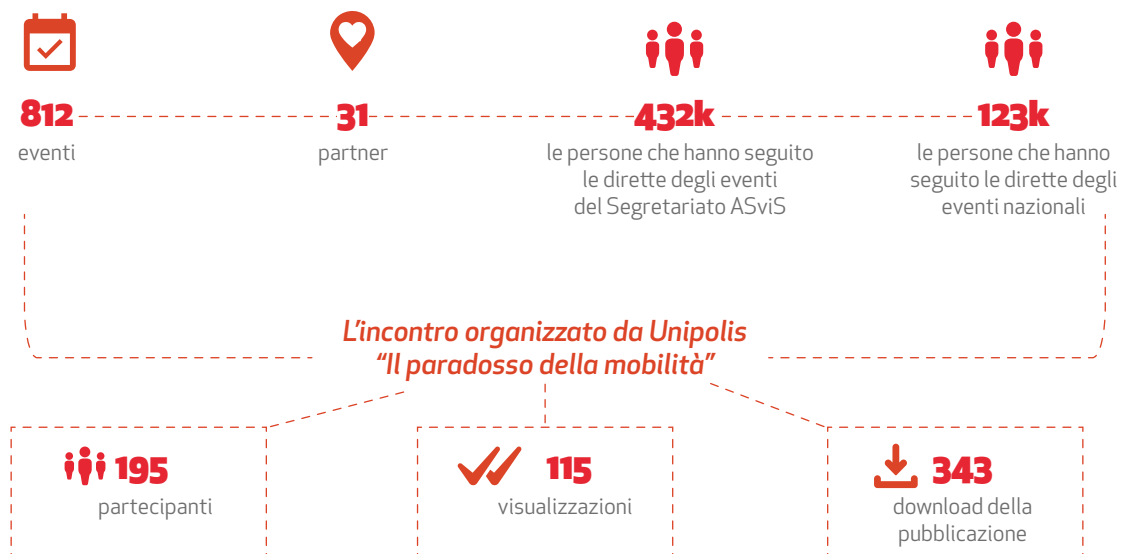 812
eventi
31
partner
432k
le persone che hanno seguito
le dirette degli eventi
del Segretariato ASviS
123k
le persone che hanno
seguito le dirette degli
eventi nazionali
L'incontro organizzato da Unipolis
“Il paradosso della mobilità”
195
partecipanti
115
visualizzazioni
343
download della
pubblicazione